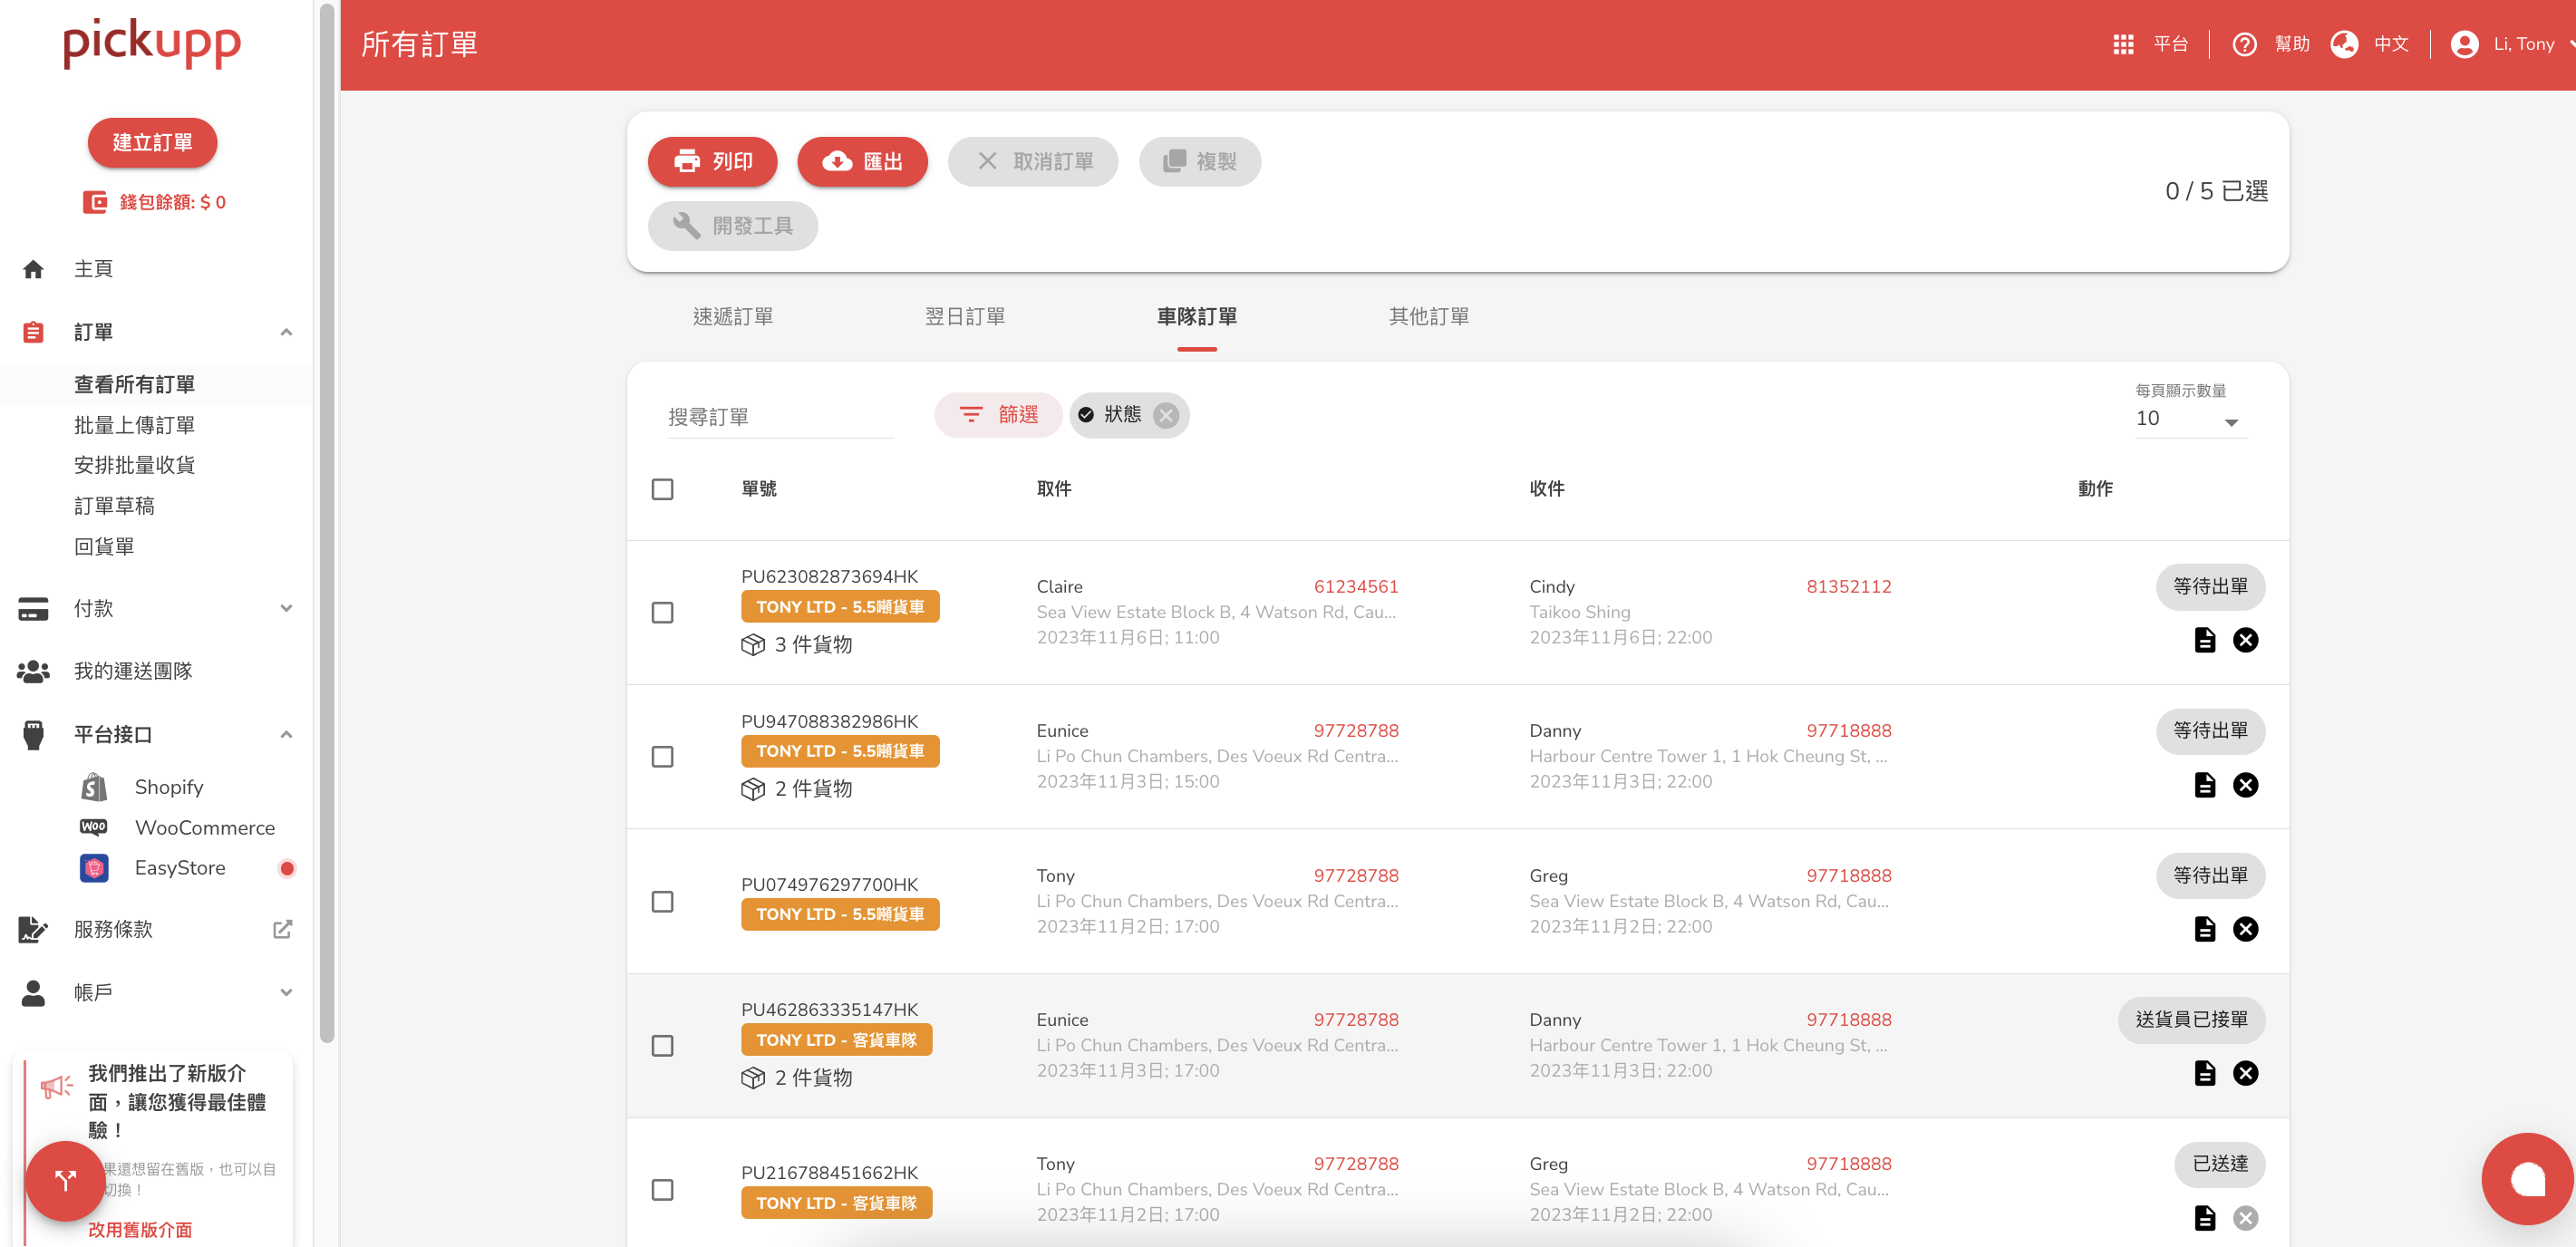 pickupp
建立訂單
錢包餘額: $ 0
主頁
訂單
查看所有訂單
批量上傳訂單
安排批量收貨
訂單草稿
回貨單
付款
我的運送團隊
平台接口
Shopify
WooCommerce
EasyStore
服務條款
帳戶
我們推出了新版介
面，讓您獲得最佳體
驗！
果還想留在舊版，也可以自
切換！
改用舊版介面
所有訂單
平台
幫助
中文
Li, Tony
列印
匯出
取消訂單
複製
開發工具
0 / 5 已選
速遞訂單
翌日訂單
車隊訂單
其他訂單
搜尋訂單
篩選
狀態
每頁顯示數量
10
單號
取件
收件
動作
PU623082873694HK
TONY LTD - 5.5噸貨車
3 件貨物
Claire 61234561
Sea View Estate Block B, 4 Watson Rd, Cau...
2023年11月6日; 11:00
Cindy 81352112
Taikoo Shing
2023年11月6日; 22:00
等待出單
PU947088382986HK
TONY LTD - 5.5噸貨車
2 件貨物
Eunice 97728788
Li Po Chun Chambers, Des Voeux Rd Centra...
2023年11月3日; 15:00
Danny 97718888
Harbour Centre Tower 1, 1 Hok Cheung St, ...
2023年11月3日; 22:00
等待出單
PU074976297700HK
TONY LTD - 5.5噸貨車
Tony 97728788
Li Po Chun Chambers, Des Voeux Rd Centra...
2023年11月2日; 17:00
Greg 97718888
Sea View Estate Block B, 4 Watson Rd, Cau...
2023年11月2日; 22:00
等待出單
PU462863335147HK
TONY LTD - 客貨車隊
2 件貨物
Eunice 97728788
Li Po Chun Chambers, Des Voeux Rd Centra...
2023年11月3日; 17:00
Danny 97718888
Harbour Centre Tower 1, 1 Hok Cheung St, ...
2023年11月3日; 22:00
送貨員已接單
PU216788451662HK
TONY LTD - 客貨車隊
Tony 97728788
Li Po Chun Chambers, Des Voeux Rd Centra...
2023年11月2日; 17:00
Greg 97718888
Sea View Estate Block B, 4 Watson Rd, Cau...
2023年11月2日; 22:00
已送達